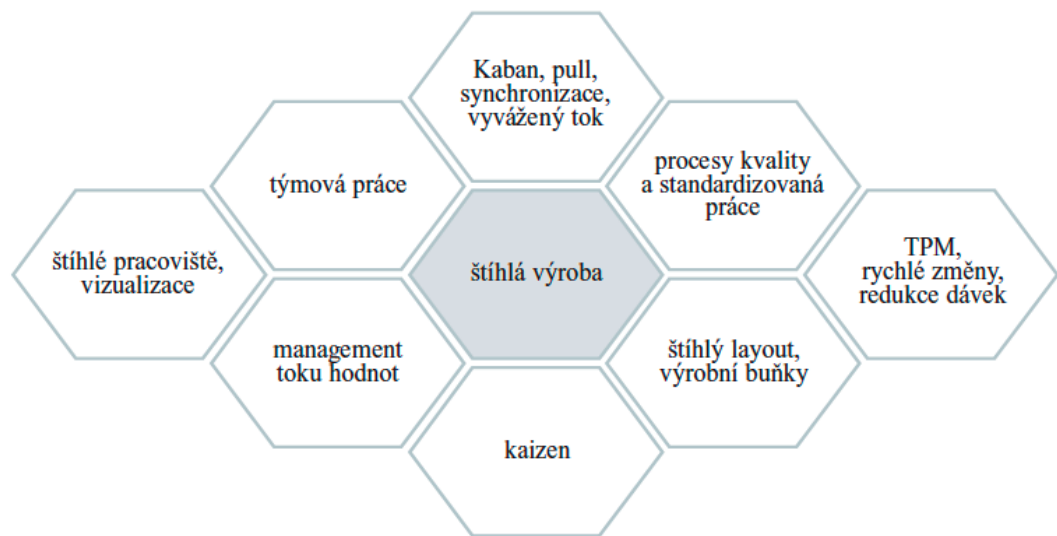 Kaban, pull,
synchronizace,
vyvážený tok
týmová práce
procesy kvality
a standardizovaná
práce
štíhlé pracoviště,
vizualizace
štíhlá výroba
TPM,
rychlé změny,
redukce dávek
management
toku hodnot
štíhlý layout,
výrobní buňky
kaizen